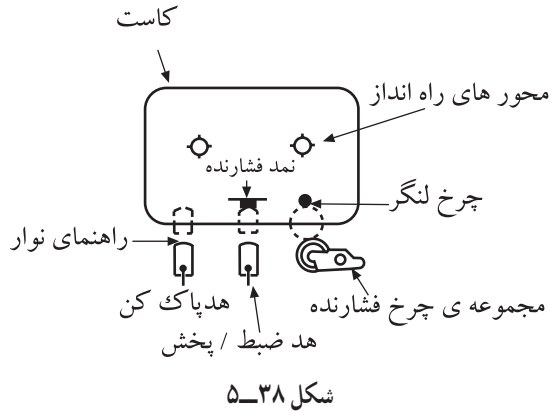 کاست
محور های راه انداز
نمد فشارنده
چرخ لنگر
راهنمای نوار
هدپاک کن
مجموعه ی چرخ فشارنده
هد ضبط / پخش
شکل ۳۸ــ۵